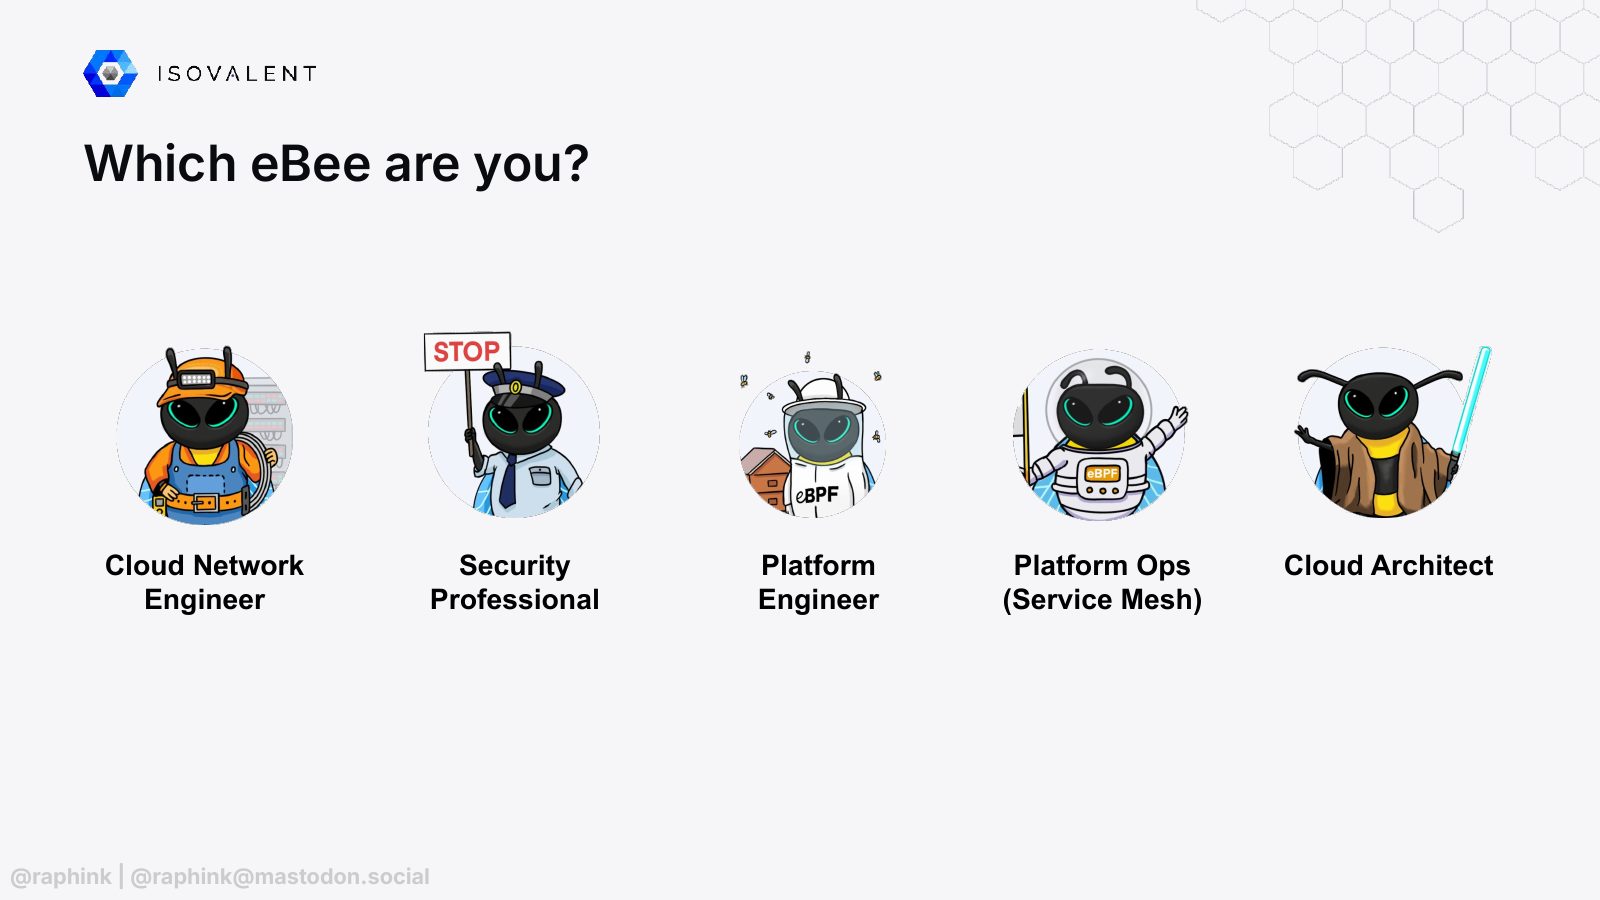 ISOVALENT
Which eBee are you?
STOP
eBPF
eBPF
Cloud Network
Engineer
Security
Professional
Platform
Engineer
Platform Ops
(Service Mesh)
Cloud Architect
@raphink | @raphink@mastodon.social